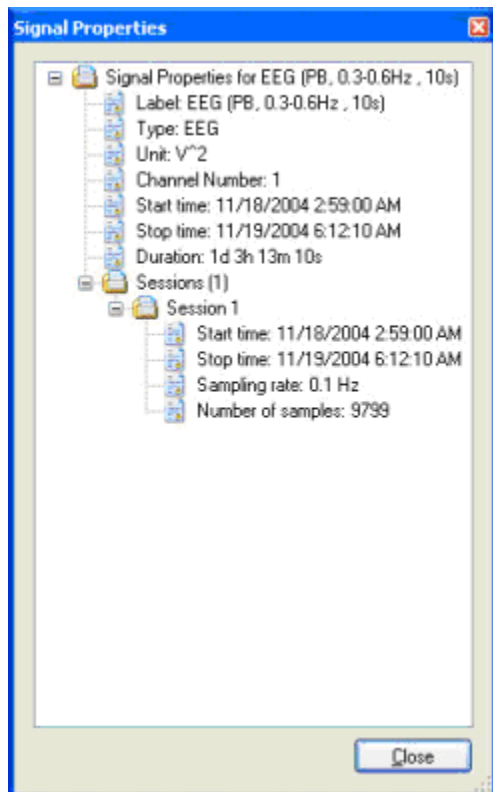 Signal Properties
Signal Properties for EEG (PB, 0.3-0.6Hz , 10s)
Label: EEG (PB, 0.3-0.6Hz , 10s)
Type: EEG
Unit: V^2
Channel Number: 1
Start time: 11/18/2004 2:59:00 AM
Stop time: 11/19/2004 6:12:10 AM
Duration: 1d 3h 13m 10s
Sessions (1)
Session 1
Start time: 11/18/2004 2:59:00 AM
Stop time: 11/19/2004 6:12:10 AM
Sampling rate: 0.1 Hz
Number of samples: 9799
Close